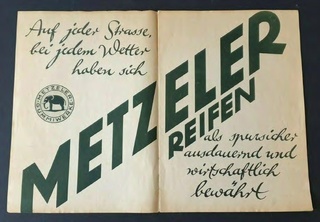 Auf jeder Strasse,
bei jedem Wetter
haben sich
METZELER
GUMMIWERKE
METZELER
REIFEN
als spursicher
ausdauernd und
wirtschaftlich
bewährt